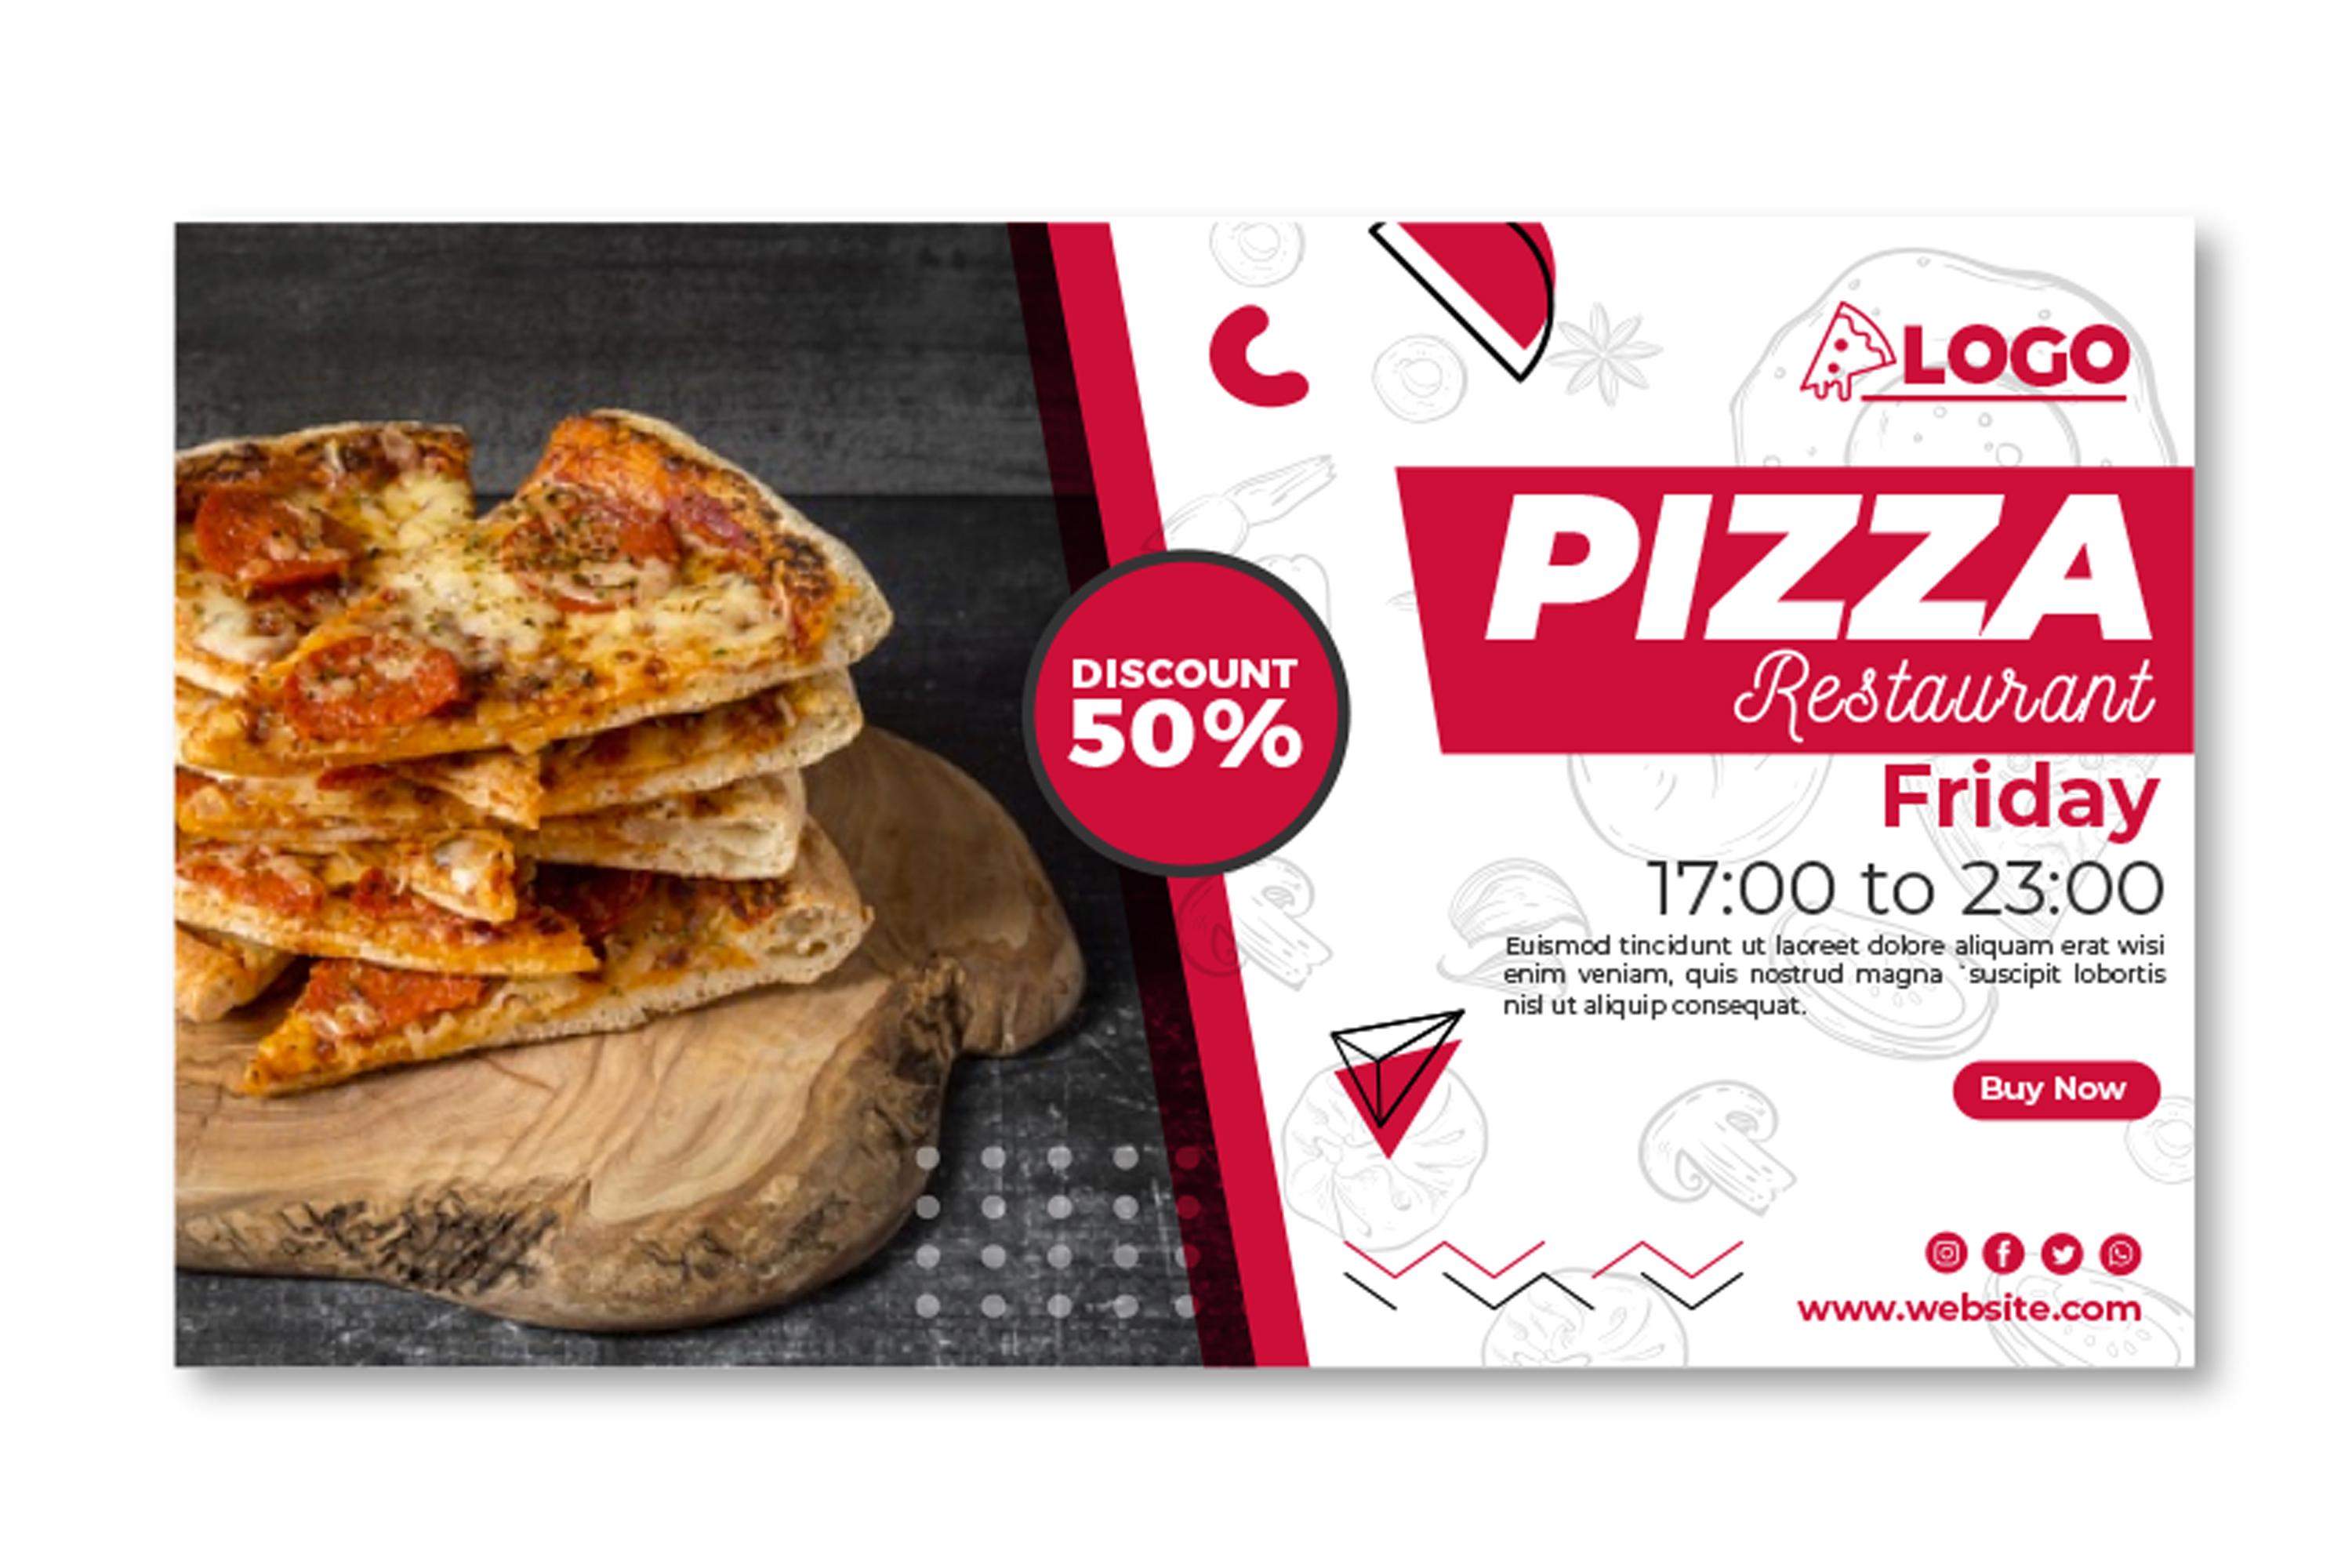 LOGO
PIZZA
Restaurant
DISCOUNT
50%
Friday
17:00 to 23:00
Euismod tincidunt ut laoreet dolore aliquam erat wisi
enim veniam, quis nostrud magna `suscipit lobortis
nisl ut aliquip consequat.
Buy Now
www.website.com